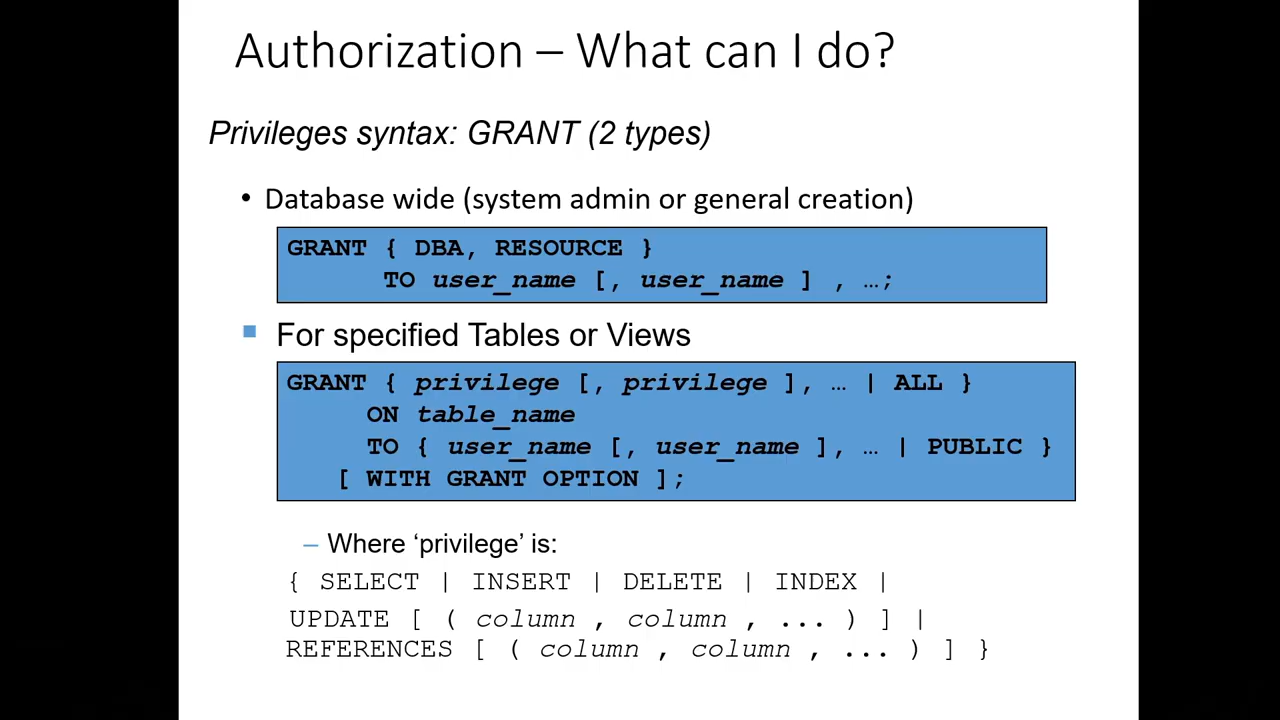 Authorization – What can I do?
Privileges syntax: GRANT (2 types)
• Database wide (system admin or general creation)
GRANT { DBA, RESOURCE }
TO user_name [, user_name ] , …;
▪ For specified Tables or Views
GRANT { privilege [, privilege ], … | ALL }
ON table_name
TO { user_name [, user_name ], … | PUBLIC }
[ WITH GRANT OPTION ];
– Where ‘privilege’ is:
{ SELECT | INSERT | DELETE | INDEX |
UPDATE [ ( column , column , ... ) ] |
REFERENCES [ ( column , column , ... ) ] }